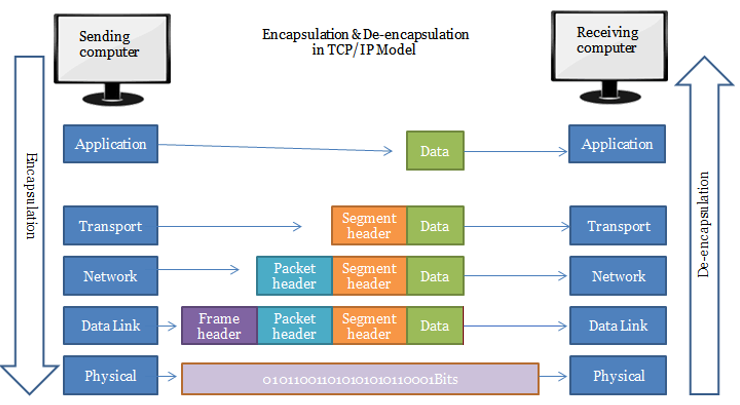 Sending
computer
Encapsulation & De-encapsulation
in TCP/IP Model
Receiving
computer
Encapsulation
De-encapsulation
Application
Data
Application
Transport
Segment
header
Data
Transport
Network
Packet
header
Segment
header
Data
Network
Data Link
Frame
header
Packet
header
Segment
header
Data
Data Link
Physical
0101100110101010110001Bits
Physical